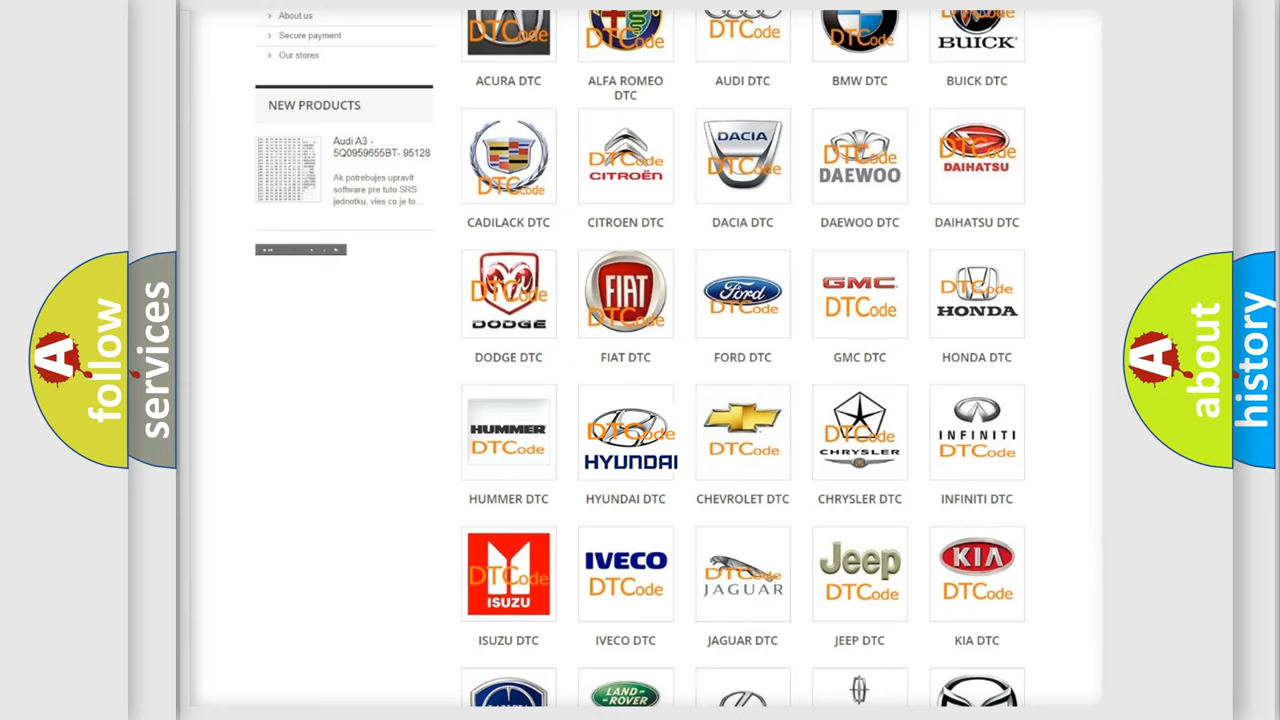 About us
Secure payment
Our stores
NEW PRODUCTS
Audi A3 -
5Q0959655BT- 95128
Ak potrebujes upravit
software pre tuto SRS
jednotku, vies co je to...
DTCode
DTCode
DTCode
DTCode
BUICK
ACURA DTC
ALFA ROMEO
DTC
AUDI DTC
BMW DTC
BUICK DTC
DTCode
DTCode
CITROËN
DACIA
DTCode
DTCode
DAEWOO
DTCode
DAIHATSU
CADILACK DTC
CITROEN DTC
DACIA DTC
DAEWOO DTC
DAIHATSU DTC
DTCode
DODGE
FIAT
DTCode
Ford
DTCode
GMC
DTCode
DTCode
HONDA
DODGE DTC
FIAT DTC
FORD DTC
GMC DTC
HONDA DTC
HUMMER
DTCode
DTCode
HYUNDAI
DTCode
DTCode
CHRYSLER
INFINITI
DTCode
HUMMER DTC
HYUNDAI DTC
CHEVROLET DTC
CHRYSLER DTC
INFINITI DTC
DTCode
ISUZU
IVECO
DTCode
DTCode
JAGUAR
Jeep
DTCode
KIA
DTCode
ISUZU DTC
IVECO DTC
JAGUAR DTC
JEEP DTC
KIA DTC
LAND-
ROVER
A
follow
services
A
about
history